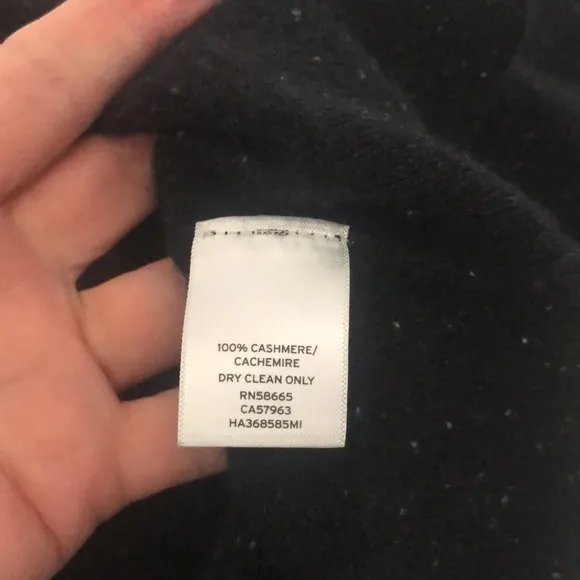 100% CASHMERE/
CACHEMIRE
DRY CLEAN ONLY
RN58665
CA57963
HA368585MI